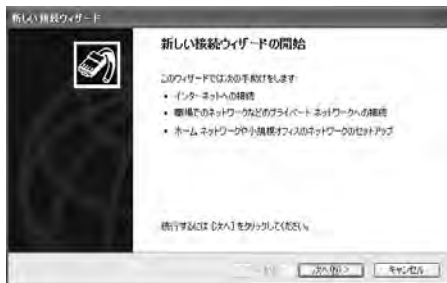 新しい接続ウィザード
新しい接続ウィザードの開始
このウィザードでは次の手助けをします:
• インターネットへの接続
• 職場でのネットワークなどのプライベート ネットワークへの接続
• ホーム ネットワークや小規模オフィスのネットワークのセットアップ
続行するには [次へ] をクリックしてください。
次へ(N) >
キャンセル